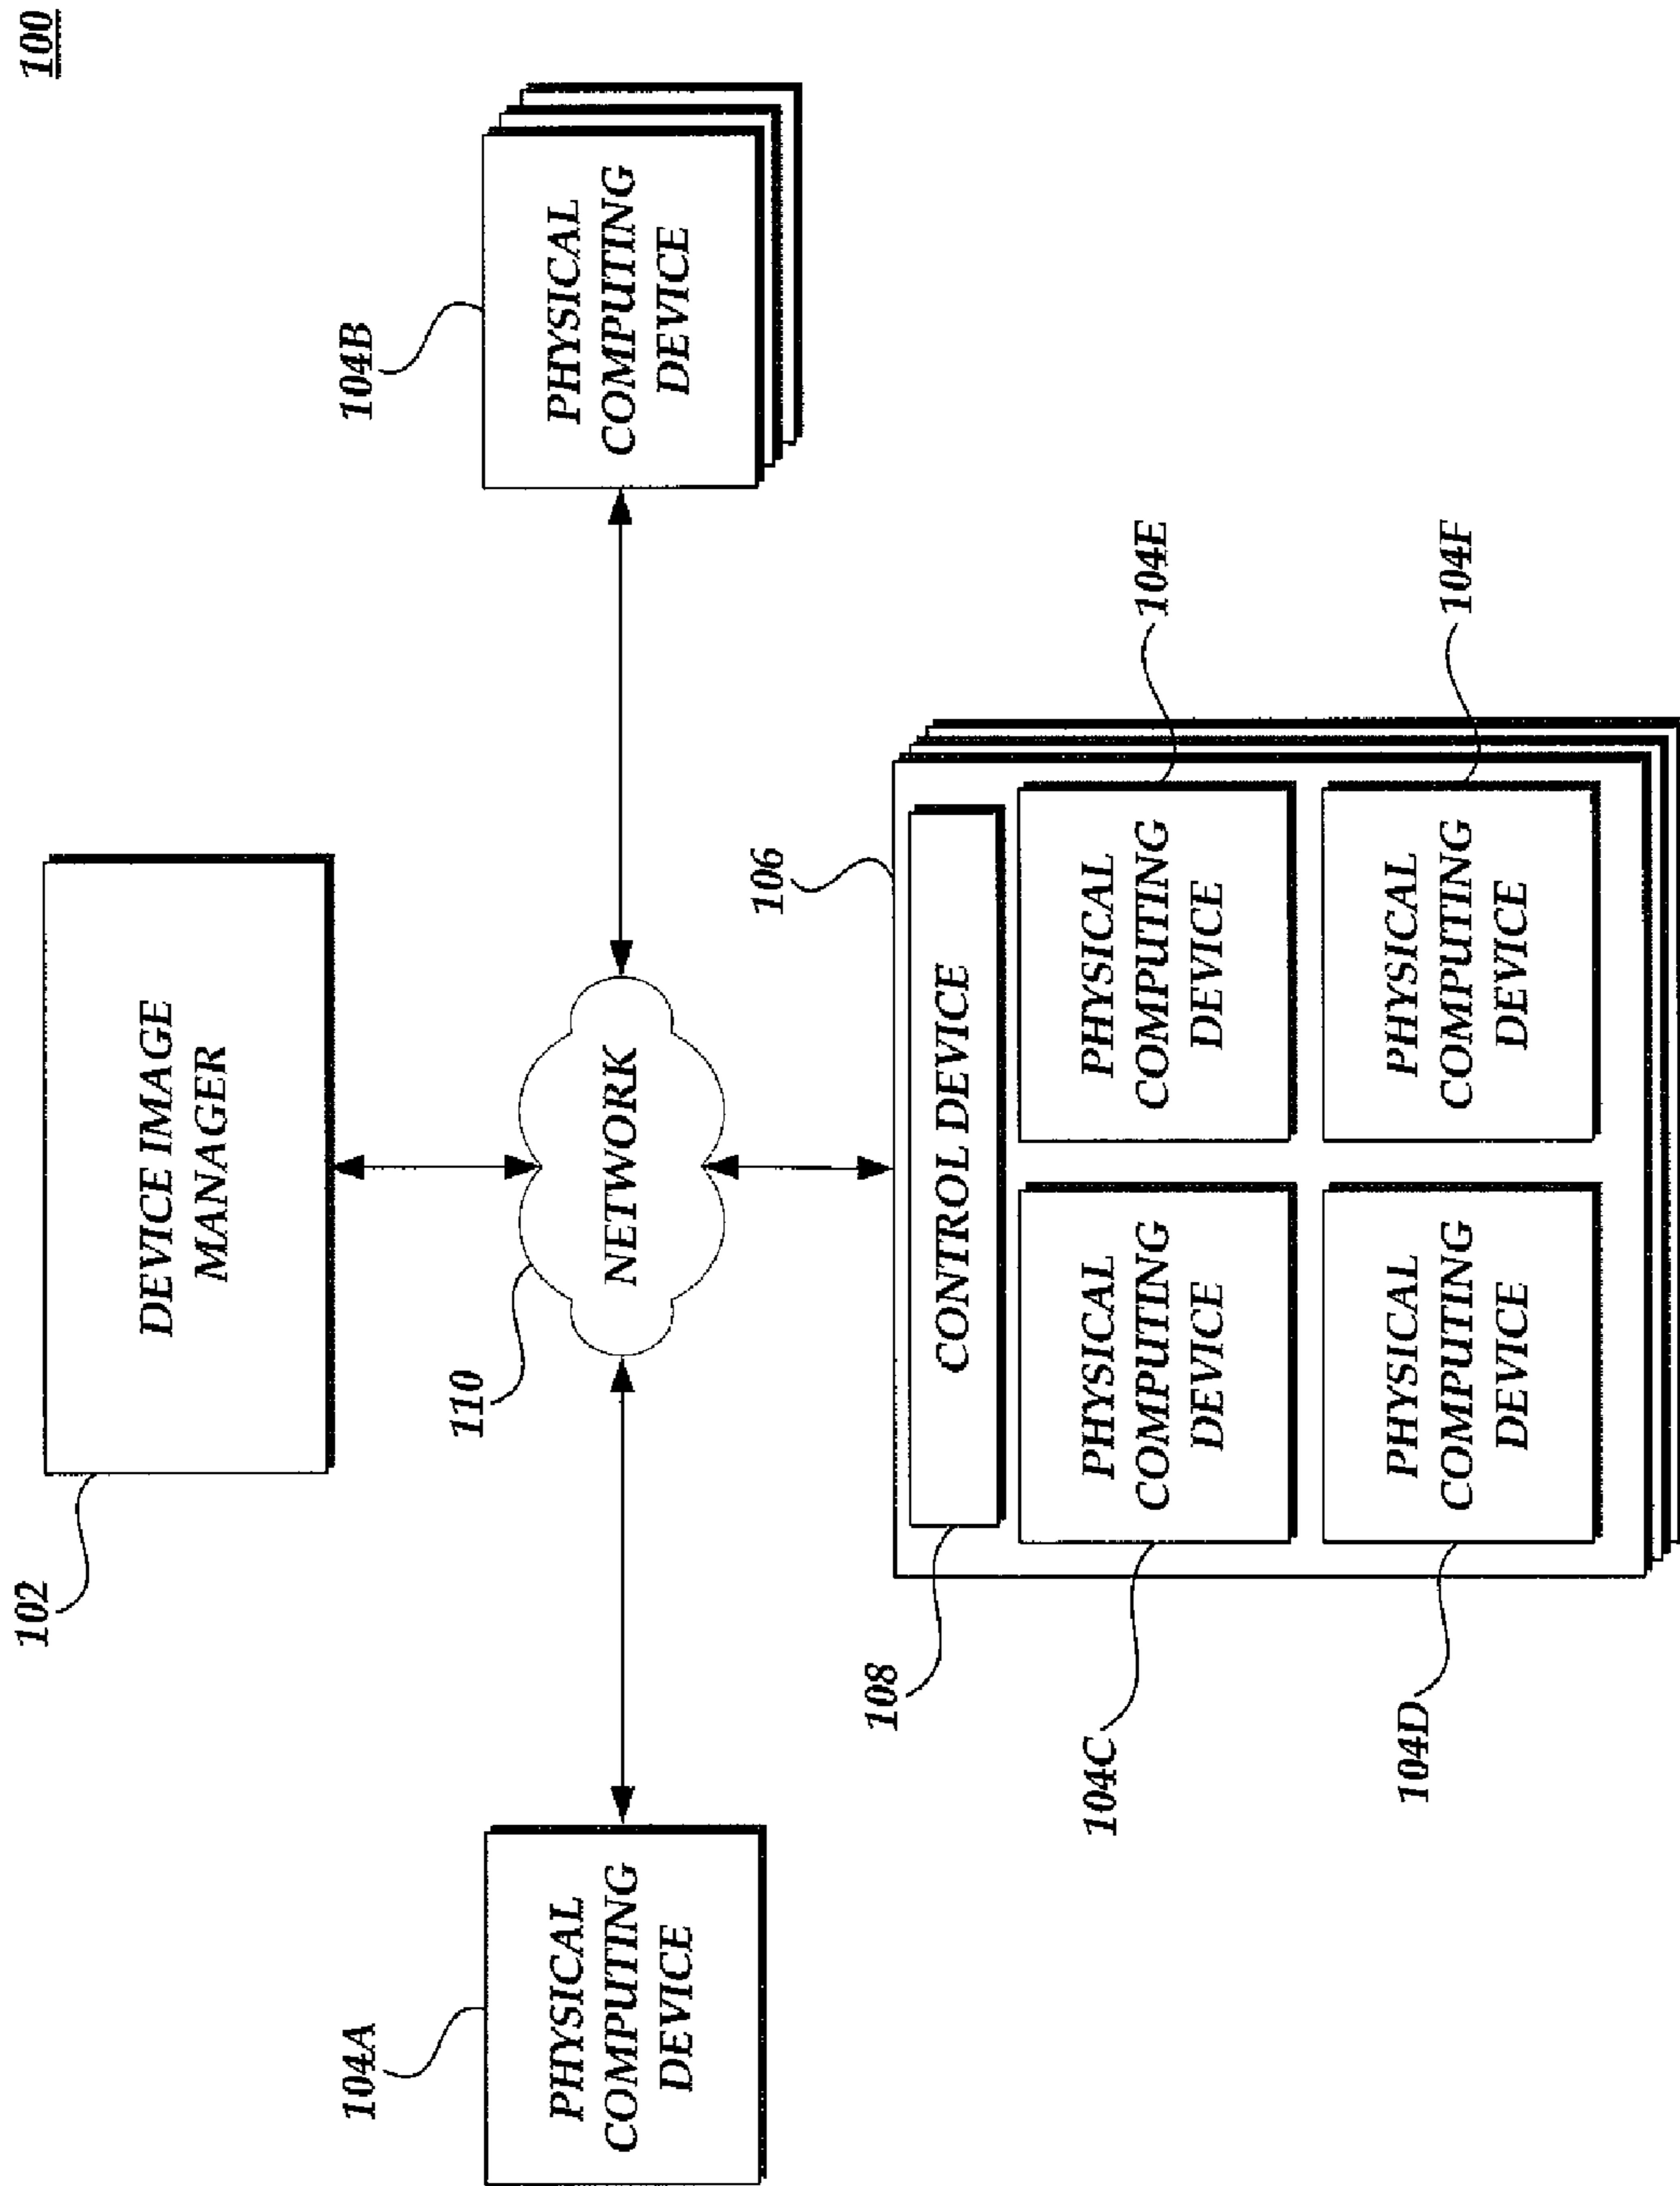 100
102
DEVICE IMAGE
MANAGER
104A
PHYSICAL
COMPUTING
DEVICE
110
NETWORK
104B
PHYSICAL
COMPUTING
DEVICE
106
108
CONTROL DEVICE
104C
PHYSICAL
COMPUTING
DEVICE
PHYSICAL
COMPUTING
DEVICE
104E
104D
PHYSICAL
COMPUTING
DEVICE
PHYSICAL
COMPUTING
DEVICE
104F